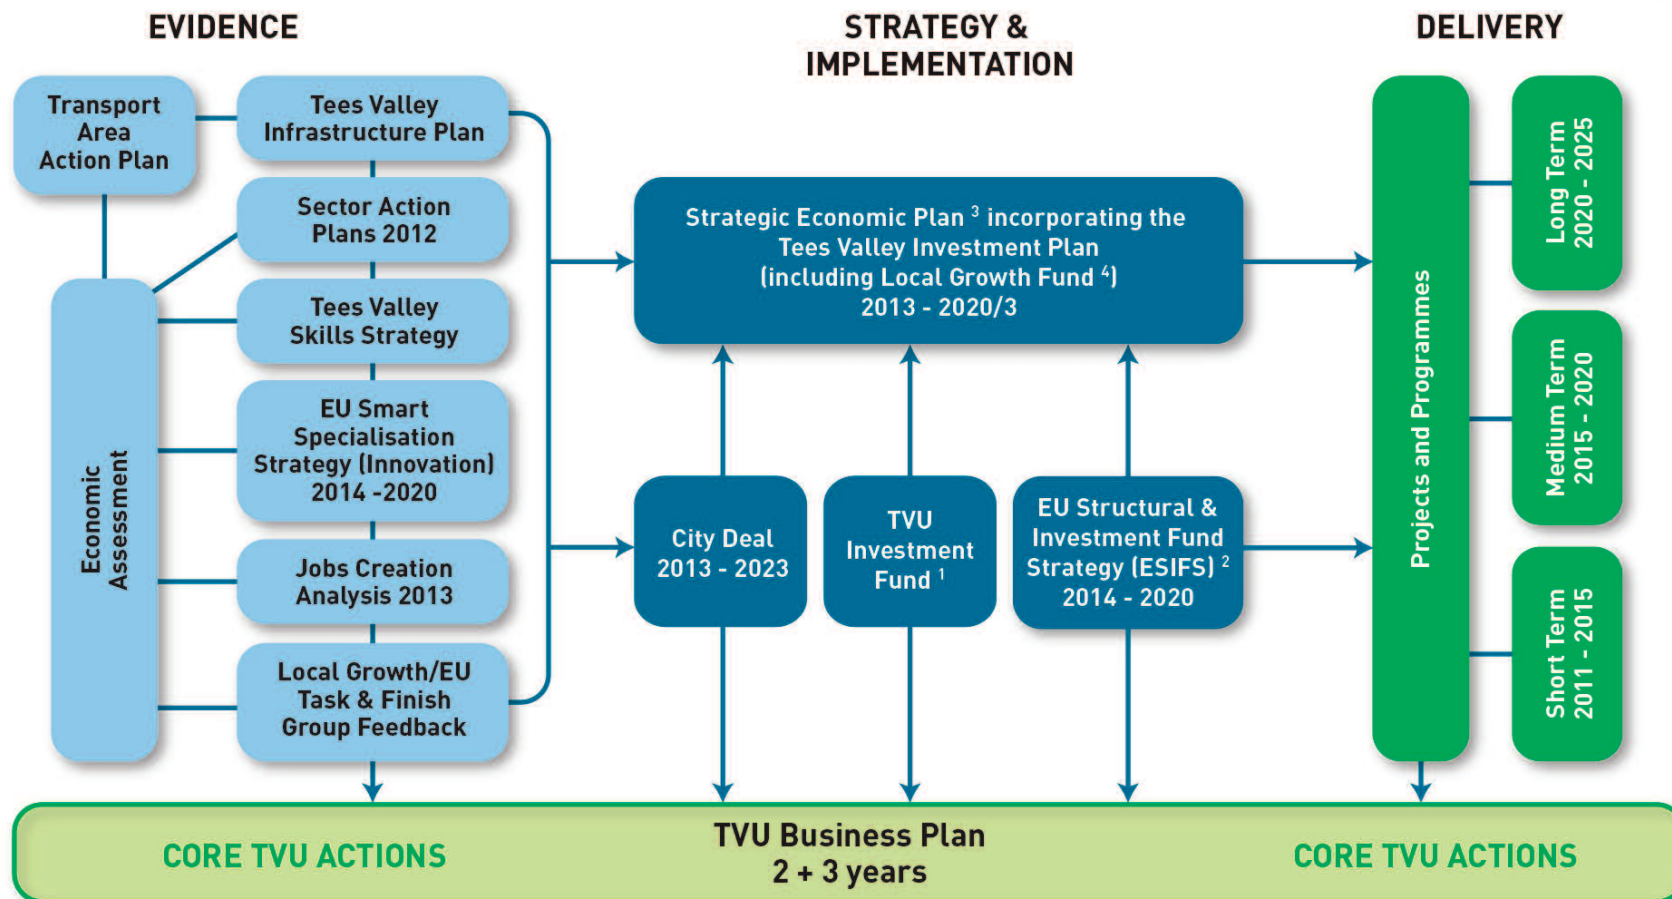 EVIDENCE
STRATEGY &
IMPLEMENTATION
DELIVERY
Transport
Area
Action Plan
Tees Valley
Infrastructure Plan
Sector Action
Plans 2012
Tees Valley
Skills Strategy
EU Smart
Specialisation
Strategy (Innovation)
2014 -2020
Jobs Creation
Analysis 2013
Local Growth/EU
Task & Finish
Group Feedback
Economic
Assessment
Strategic Economic Plan 3 incorporating the
Tees Valley Investment Plan
(including Local Growth Fund 4)
2013 - 2020/3
City Deal
2013 - 2023
TVU
Investment
Fund 1
EU Structural &
Investment Fund
Strategy (ESIFS) 2
2014 - 2020
Projects and Programmes
Long Term
2020 - 2025
Medium Term
2015 - 2020
Short Term
2011 - 2015
CORE TVU ACTIONS
TVU Business Plan
2 + 3 years
CORE TVU ACTIONS